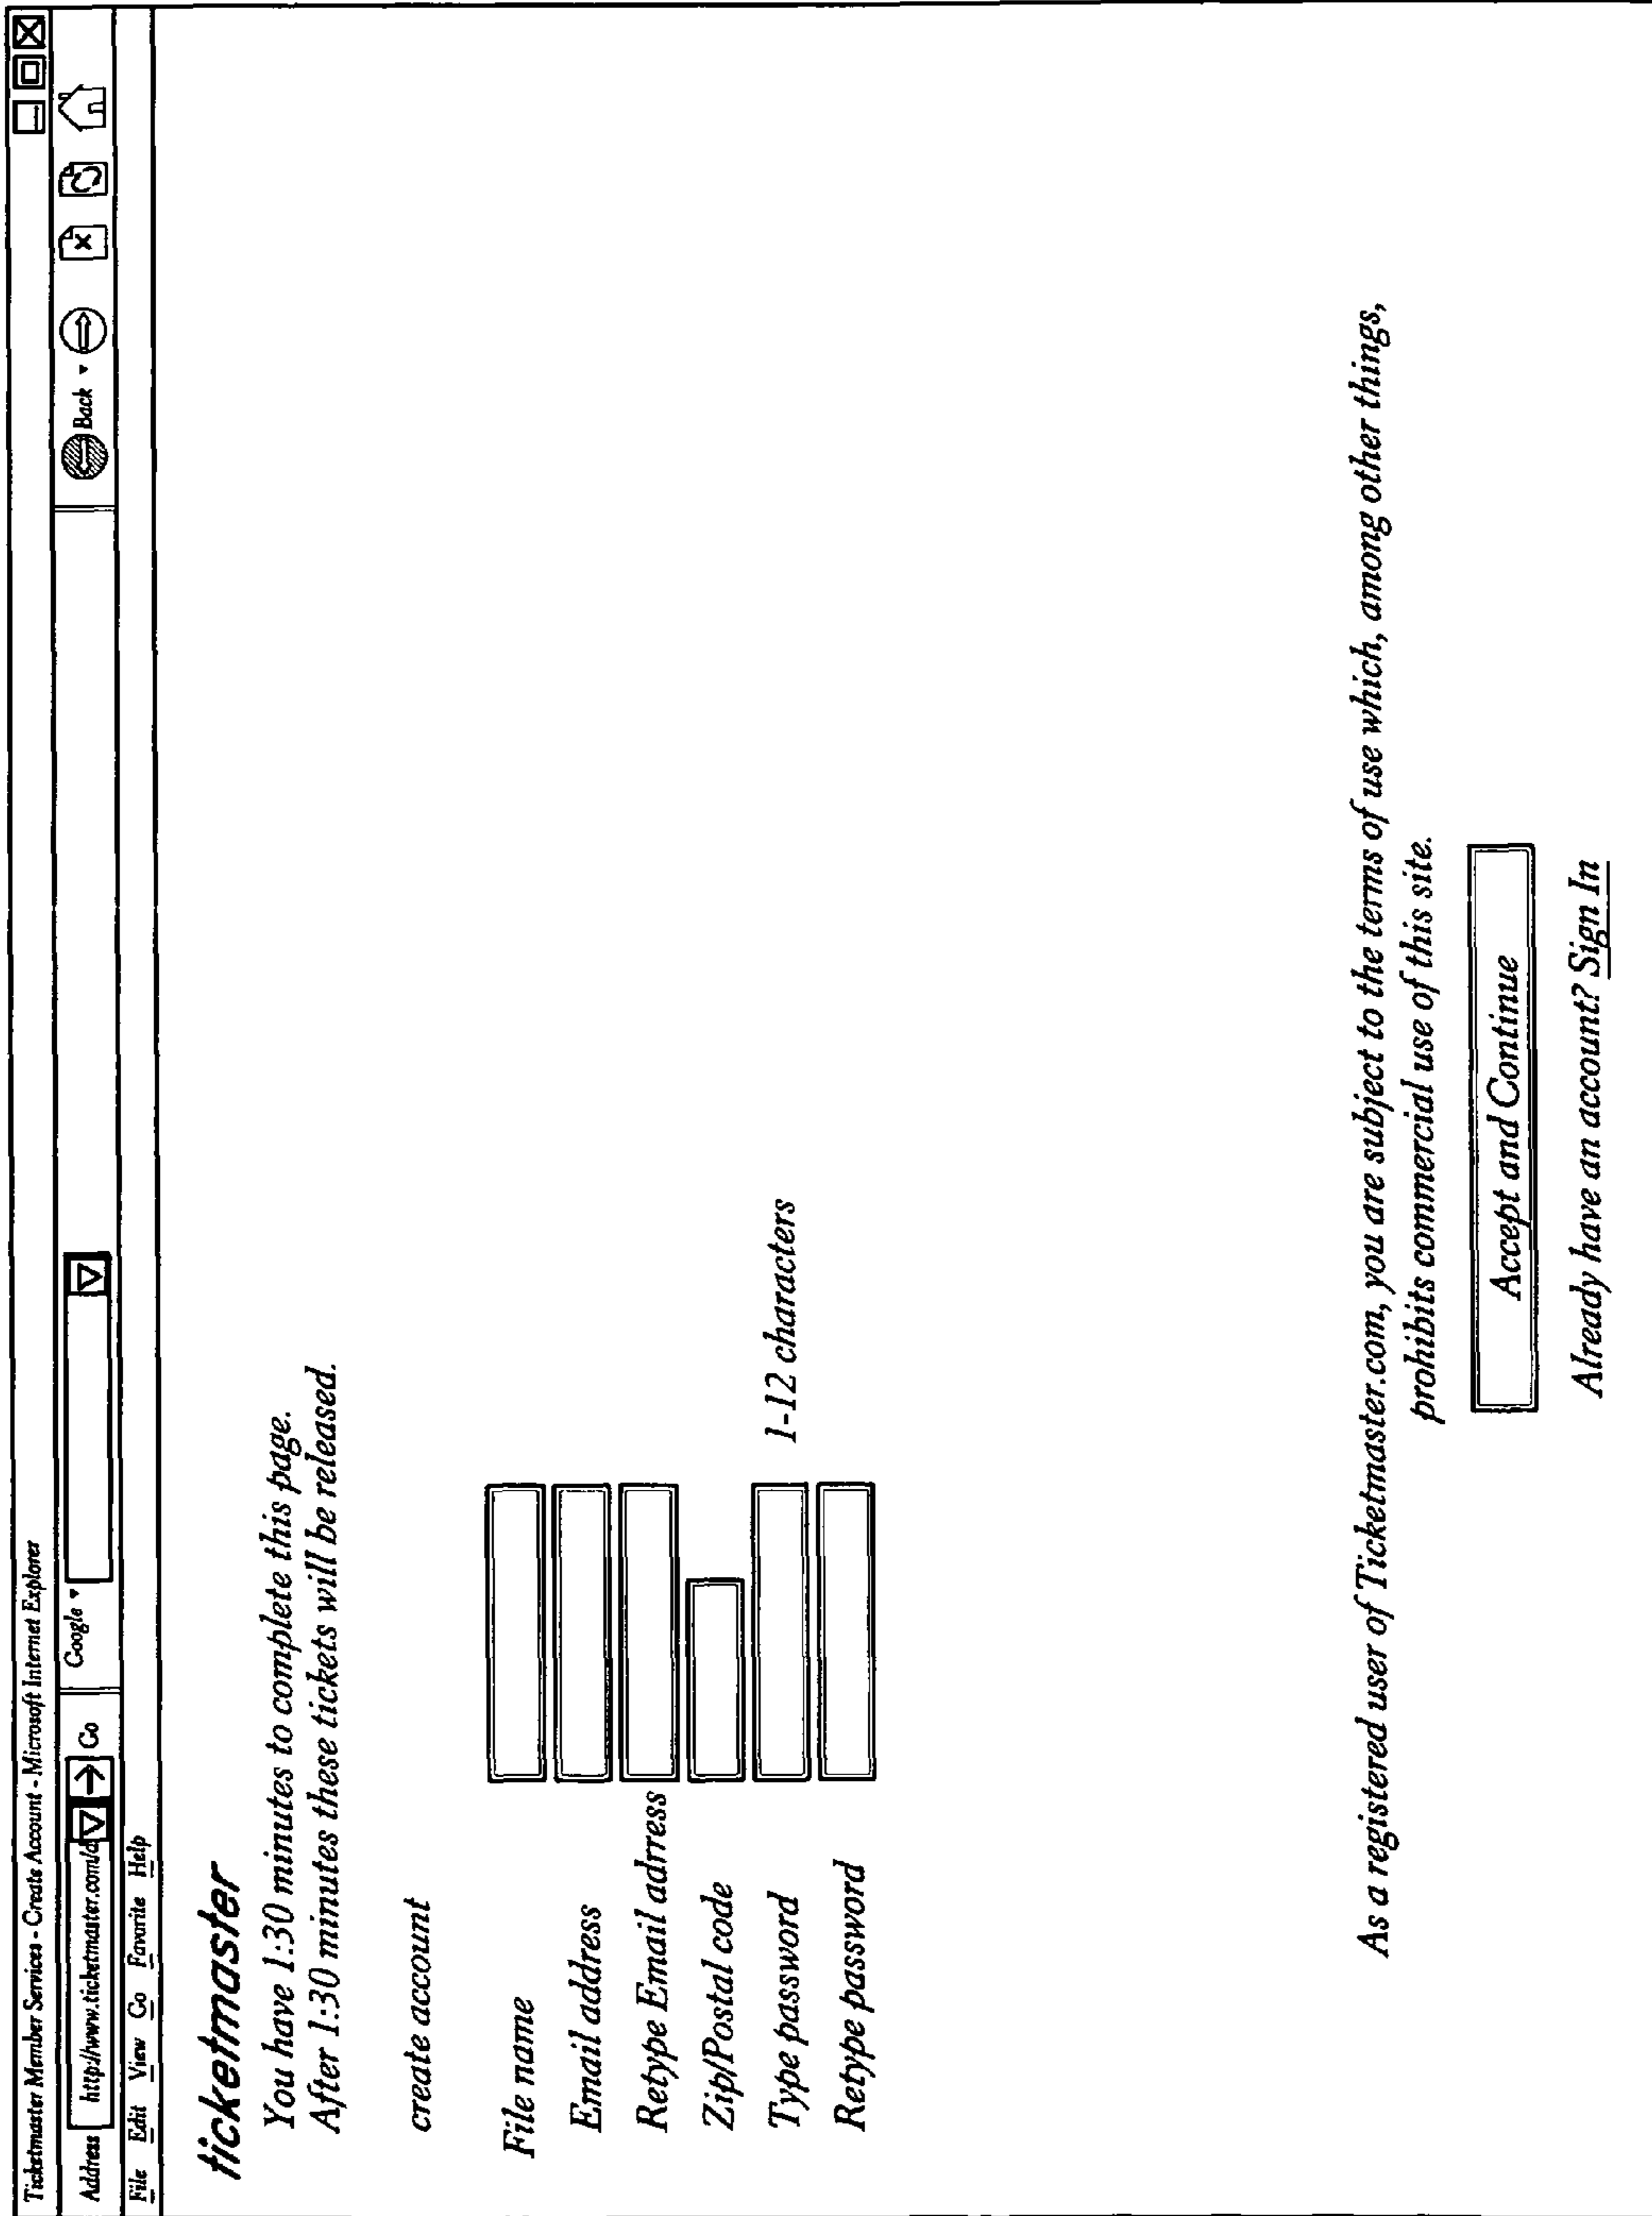 Ticketmaster Member Services - Create Account - Microsoft Internet Explorer
Address http://www.ticketmaster.com/d Go Google Back
File Edit View Go Favorite Help
ticketmaster
You have 1:30 minutes to complete this page.
After 1:30 minutes these tickets will be released.
create account
File name
Email address
Retype Email adrress
Zip/Postal code
Type password 1-12 characters
Retype password
As a registered user of Ticketmaster.com, you are subject to the terms of use which, among other things,
prohibits commercial use of this site.
Accept and Continue
Already have an account? Sign In